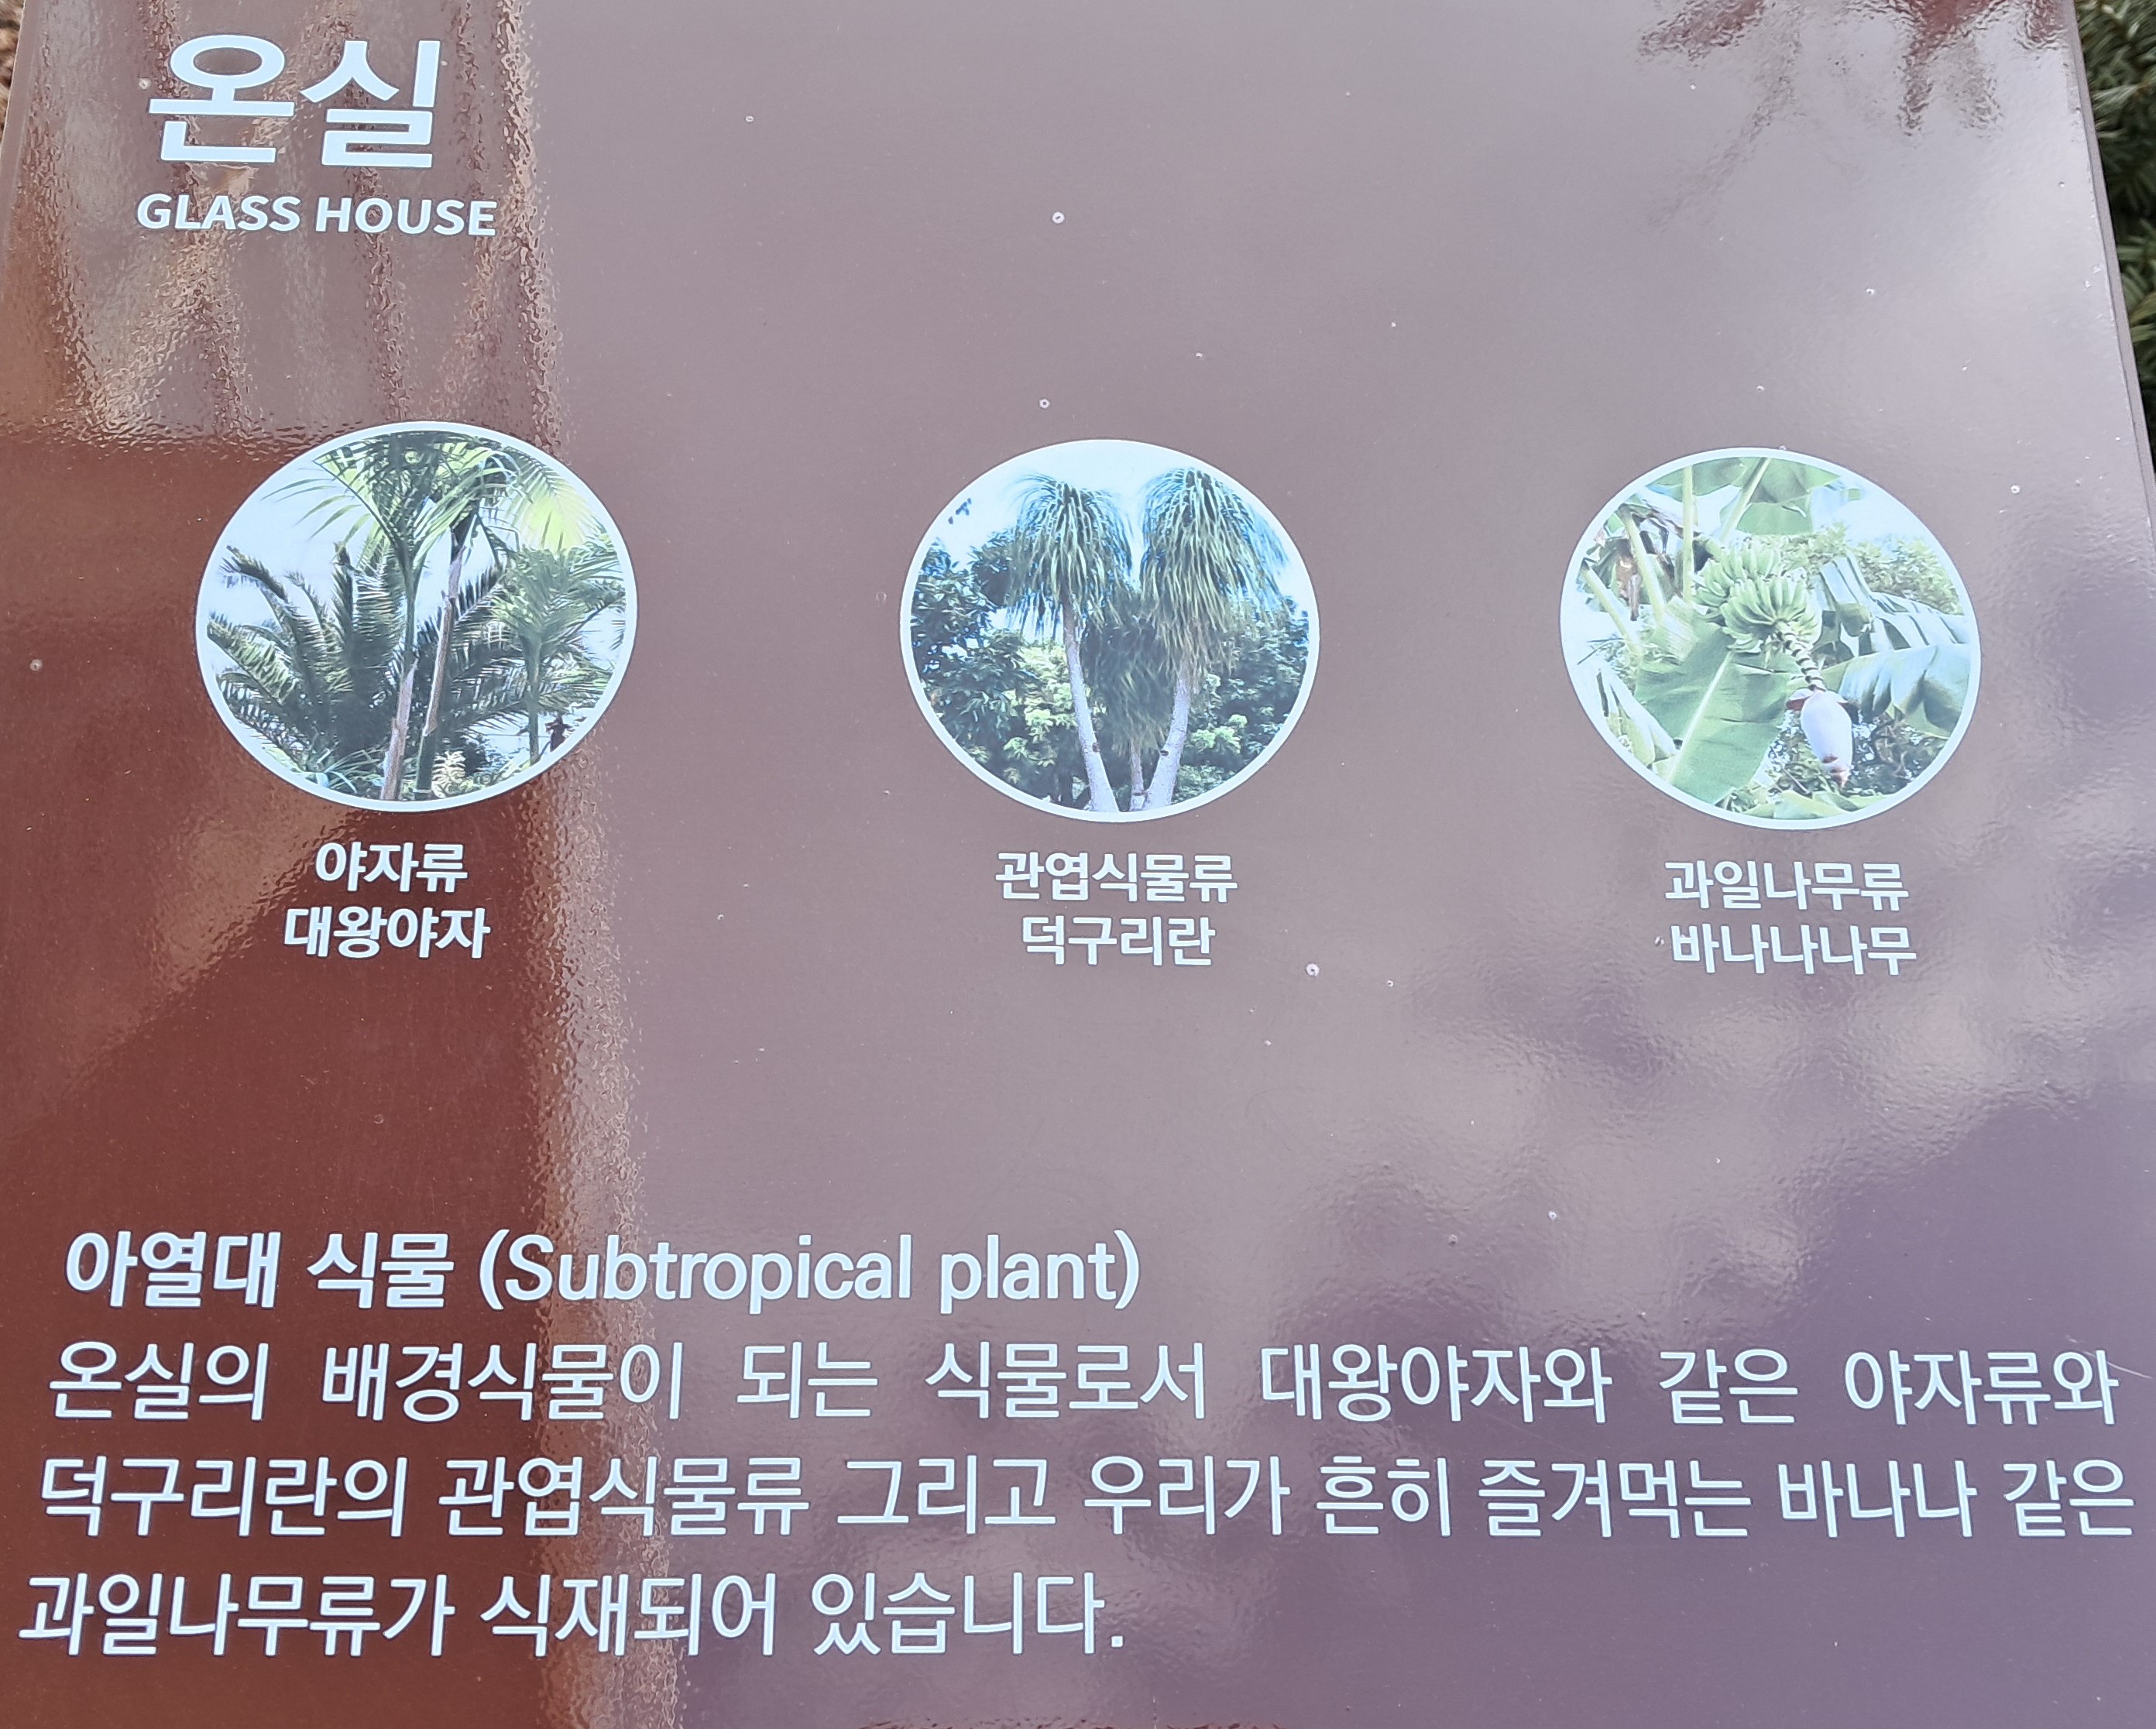 온실
GLASS HOUSE
야자류
대왕야자
관엽식물류
덕구리란
과일나무류
바나나나무
아열대 식물 (Subtropical plant)
온실의 배경식물이 되는 식물로서 대왕야자와 같은 야자류와
덕구리란의 관엽식물류 그리고 우리가 흔히 즐겨먹는 바나나 같은
과일나무류가 식재되어 있습니다.